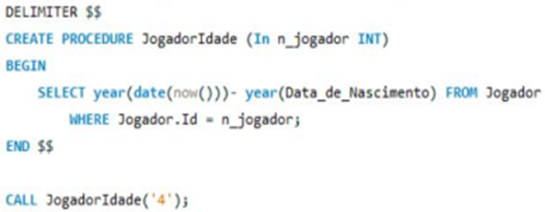 DELIMITER $$
CREATE PROCEDURE JogadorIdade (In n_jogador INT)
BEGIN
SELECT year(date(now()))- year(Data_de_Nascimento) FROM Jogador
WHERE Jogador.Id = n_jogador;
END $$
CALL JogadorIdade('4');